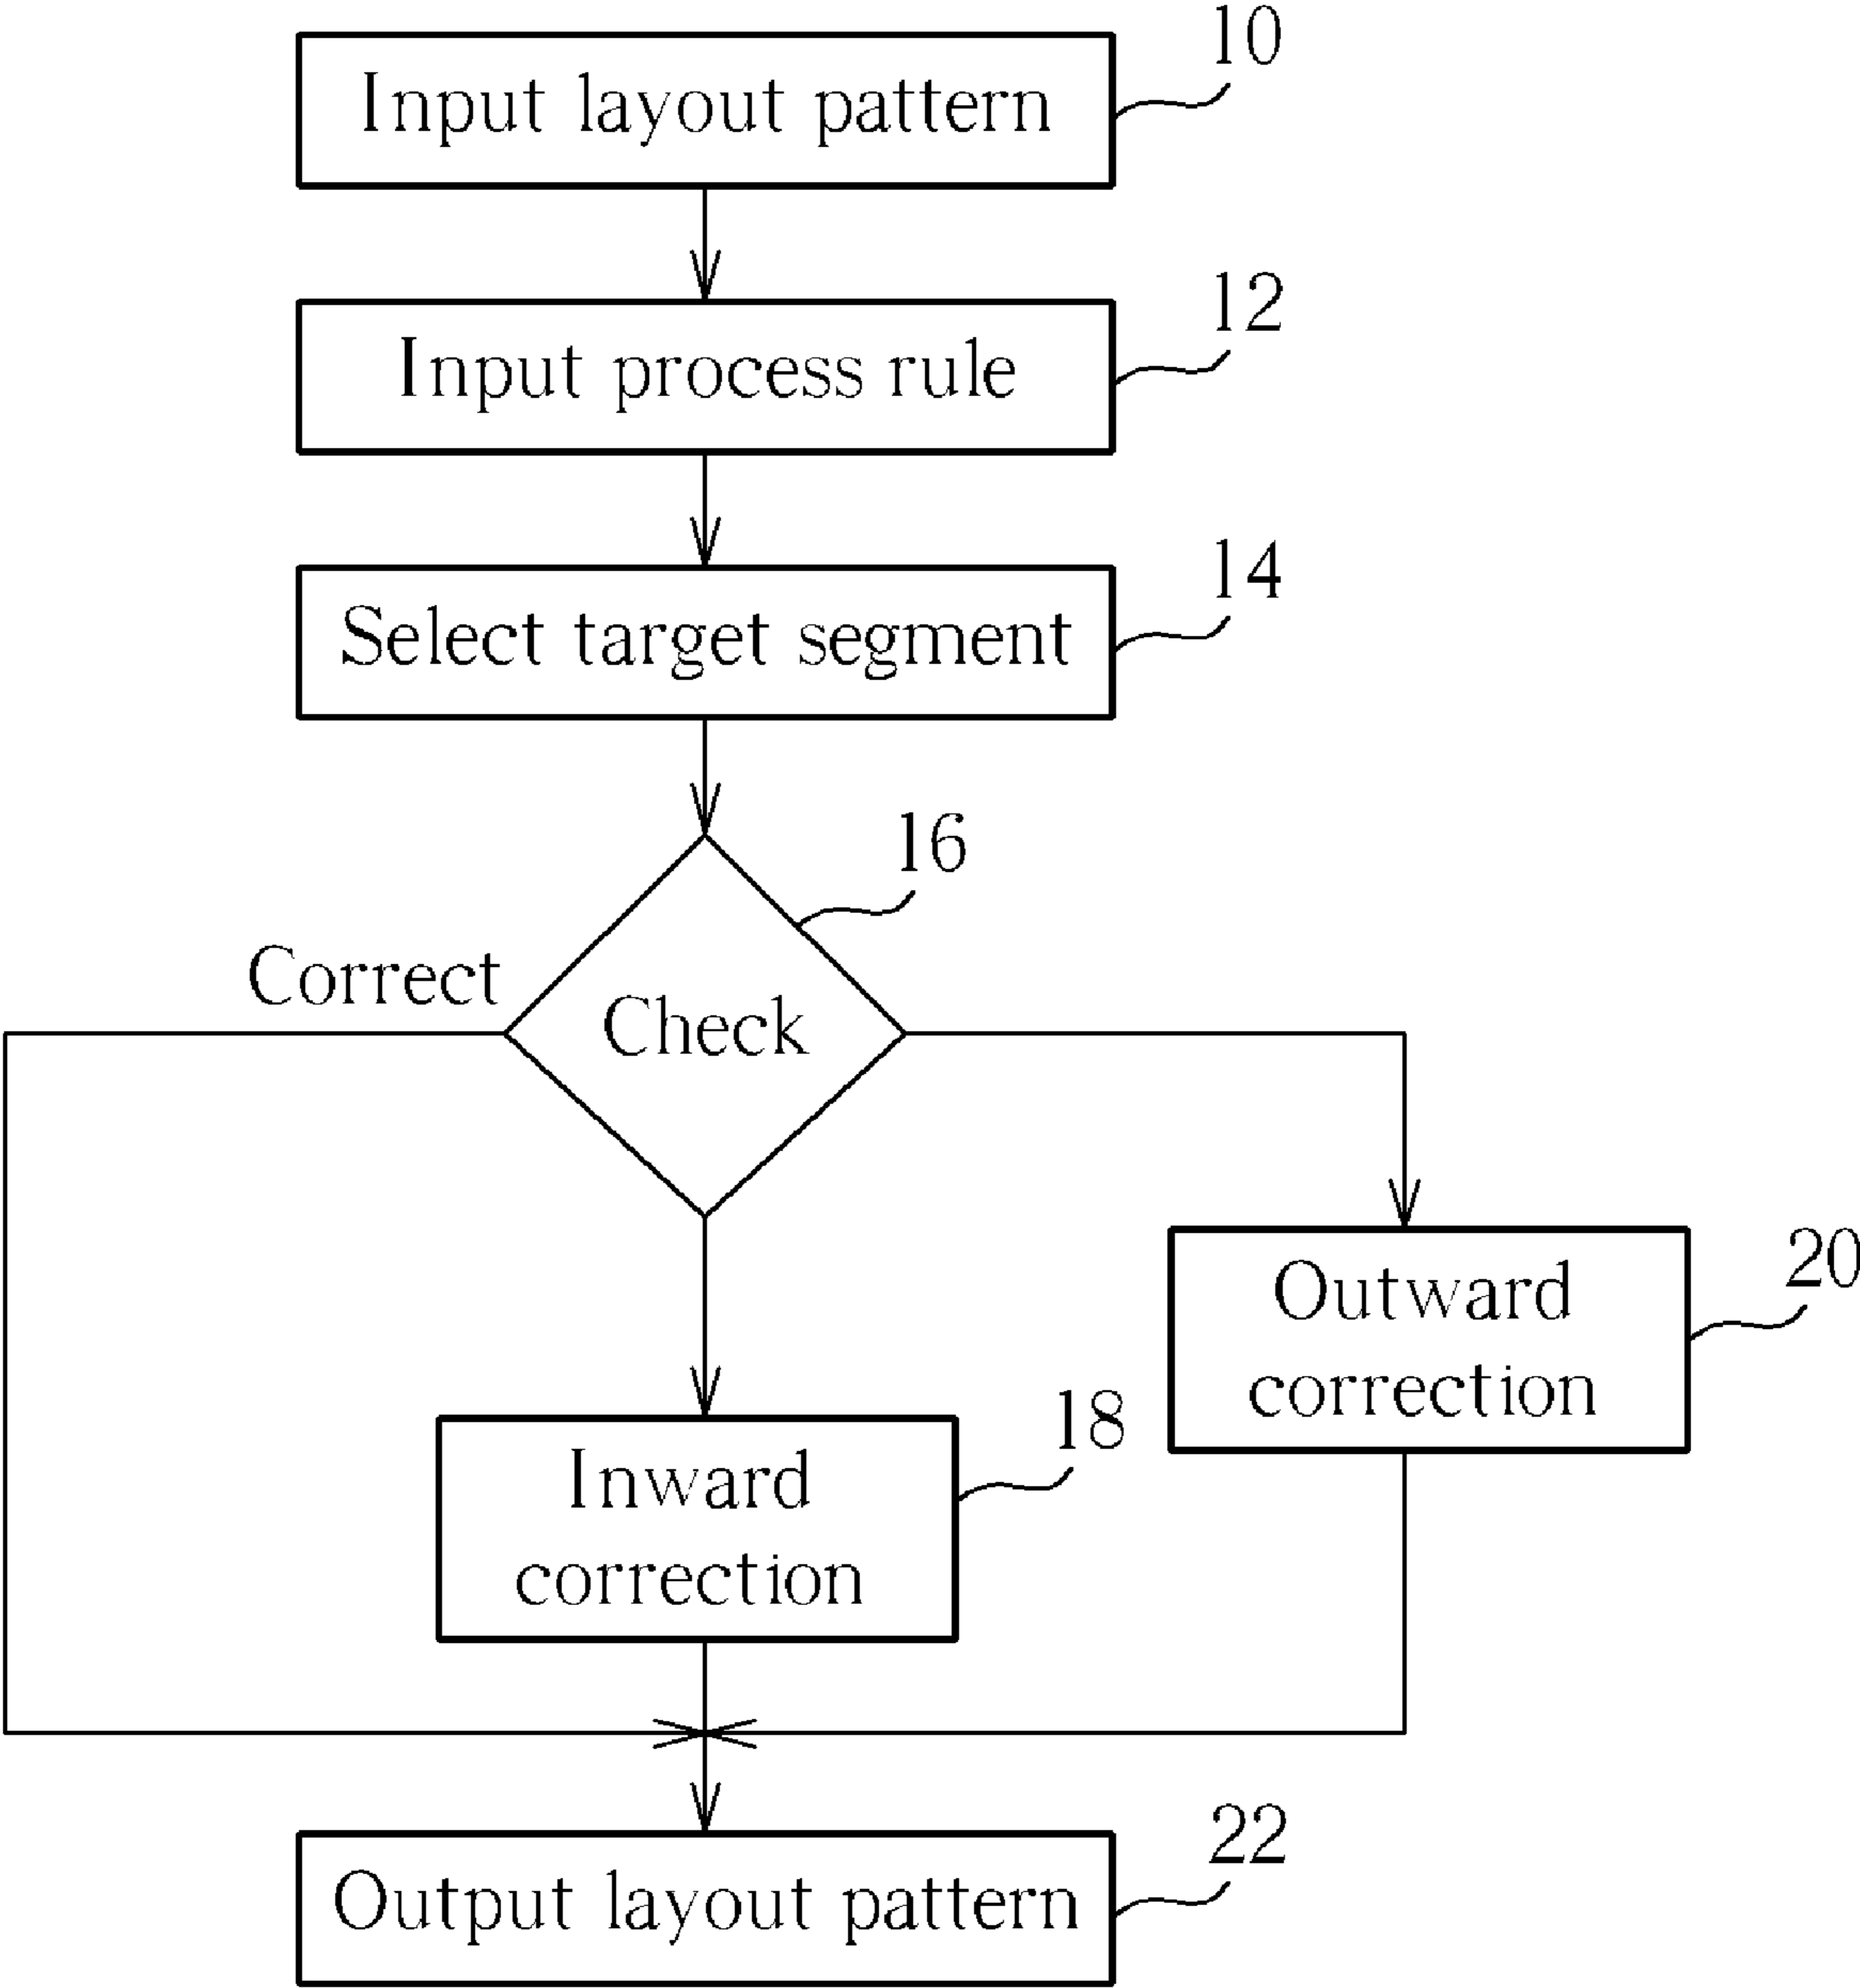 10
Input layout pattern
12
Input process rule
14
Select target segment
16
Correct
Check
20
Outward
correction
18
Inward
correction
22
Output layout pattern